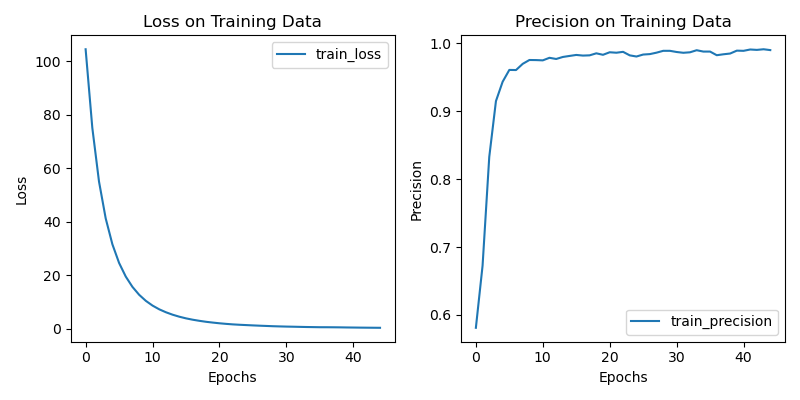 Loss on Training Data
train_loss
100
80
60
40
20
0
Loss
0 10 20 30 40
Epochs
Precision on Training Data
1.0
0.9
0.8
0.7
0.6
Precision
train_precision
0 10 20 30 40
Epochs